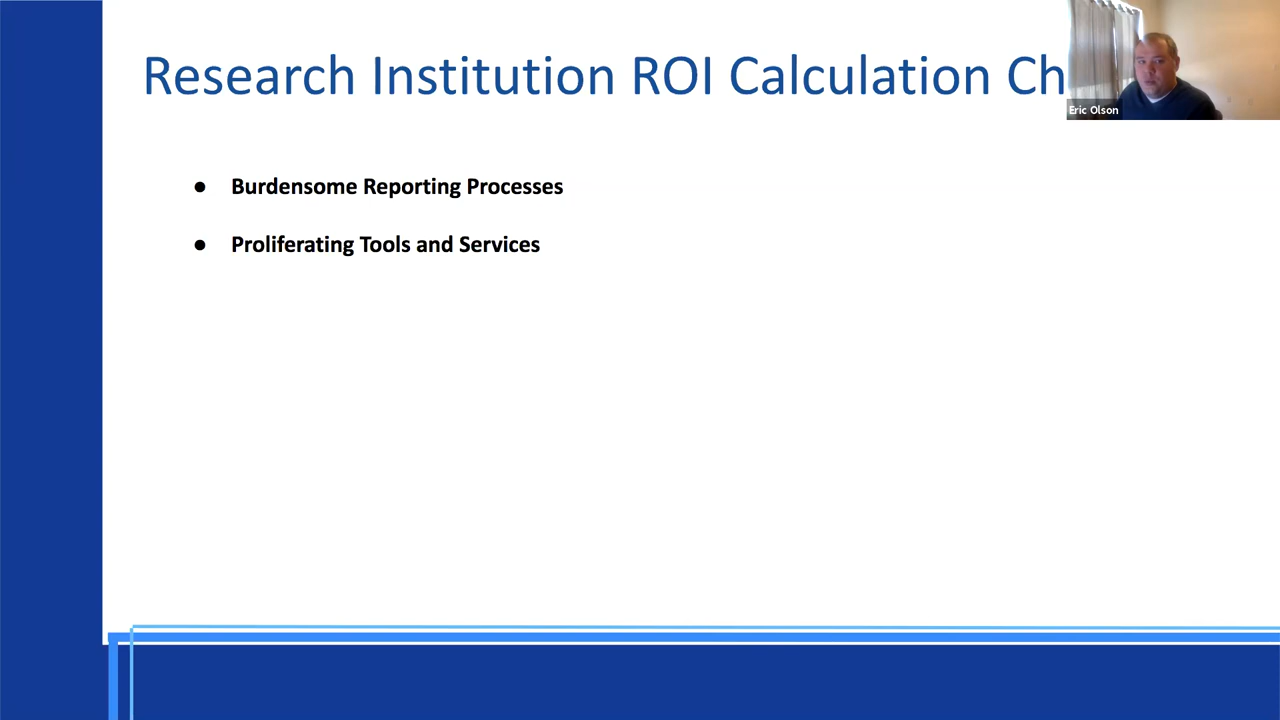 Research Institution ROI Calculation Ch
Eric Olson
● Burdensome Reporting Processes
● Proliferating Tools and Services